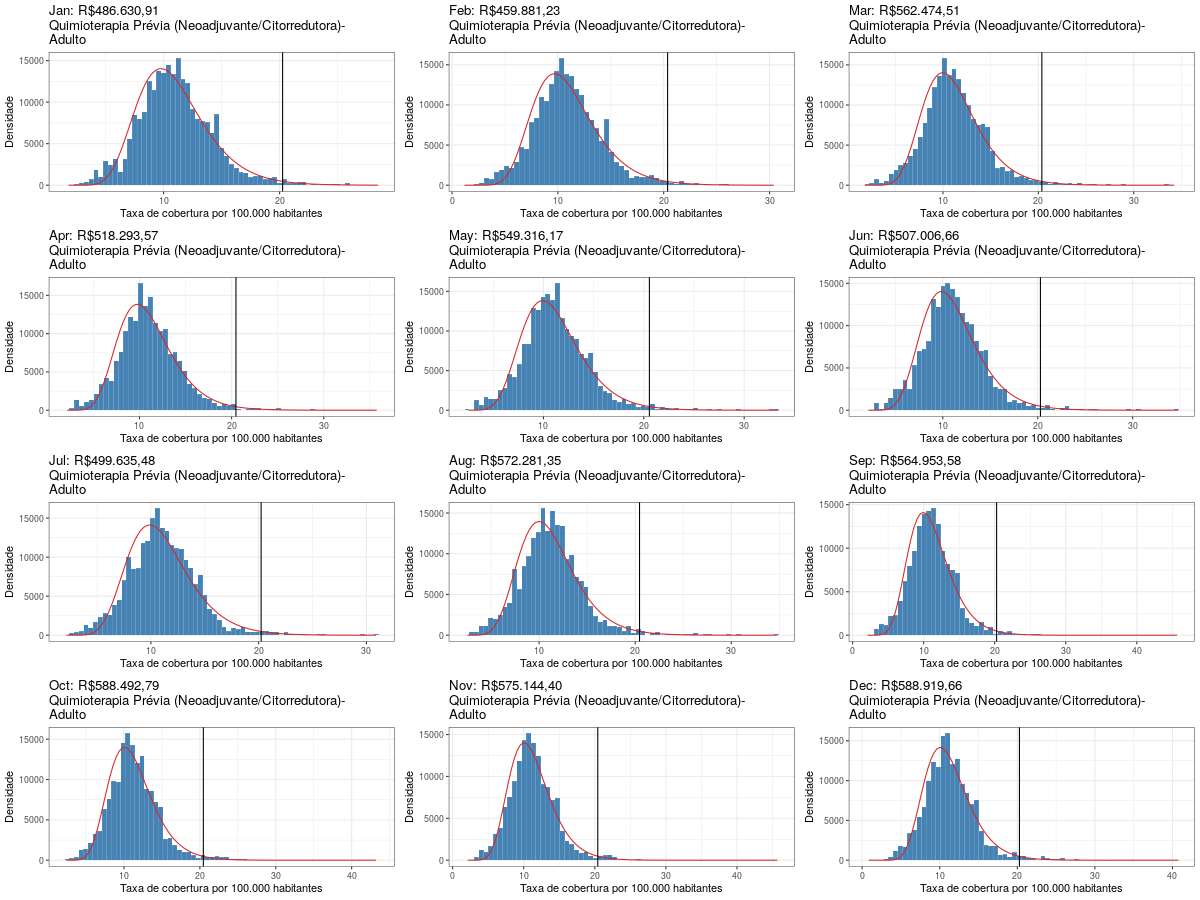 Jan: R$486.630,91
Quimioterapia Prévia (Neoadjuvante/Citorredutora)-
Adulto
15000
10000
5000
0
Densidade
10
20
Taxa de cobertura por 100.000 habitantes
Feb: R$459.881,23
Quimioterapia Prévia (Neoadjuvante/Citorredutora)-
Adulto
15000
10000
5000
0
Densidade
0
10
20
30
Taxa de cobertura por 100.000 habitantes
Mar: R$562.474,51
Quimioterapia Prévia (Neoadjuvante/Citorredutora)-
Adulto
15000
10000
5000
0
Densidade
10
20
30
Taxa de cobertura por 100.000 habitantes
Apr: R$518.293,57
Quimioterapia Prévia (Neoadjuvante/Citorredutora)-
Adulto
15000
10000
5000
0
Densidade
10
20
30
Taxa de cobertura por 100.000 habitantes
May: R$549.316,17
Quimioterapia Prévia (Neoadjuvante/Citorredutora)-
Adulto
15000
10000
5000
0
Densidade
10
20
30
Taxa de cobertura por 100.000 habitantes
Jun: R$507.006,66
Quimioterapia Prévia (Neoadjuvante/Citorredutora)-
Adulto
15000
10000
5000
0
Densidade
10
20
30
Taxa de cobertura por 100.000 habitantes
Jul: R$499.635,48
Quimioterapia Prévia (Neoadjuvante/Citorredutora)-
Adulto
15000
10000
5000
0
Densidade
10
20
30
Taxa de cobertura por 100.000 habitantes
Aug: R$572.281,35
Quimioterapia Prévia (Neoadjuvante/Citorredutora)-
Adulto
15000
10000
5000
0
Densidade
10
20
30
Taxa de cobertura por 100.000 habitantes
Sep: R$564.953,58
Quimioterapia Prévia (Neoadjuvante/Citorredutora)-
Adulto
15000
10000
5000
0
Densidade
0
10
20
30
40
Taxa de cobertura por 100.000 habitantes
Oct: R$588.492,79
Quimioterapia Prévia (Neoadjuvante/Citorredutora)-
Adulto
15000
10000
5000
0
Densidade
10
20
30
40
Taxa de cobertura por 100.000 habitantes
Nov: R$575.144,40
Quimioterapia Prévia (Neoadjuvante/Citorredutora)-
Adulto
15000
10000
5000
0
Densidade
0
10
20
30
40
Taxa de cobertura por 100.000 habitantes
Dec: R$588.919,66
Quimioterapia Prévia (Neoadjuvante/Citorredutora)-
Adulto
15000
10000
5000
0
Densidade
0
10
20
30
40
Taxa de cobertura por 100.000 habitantes